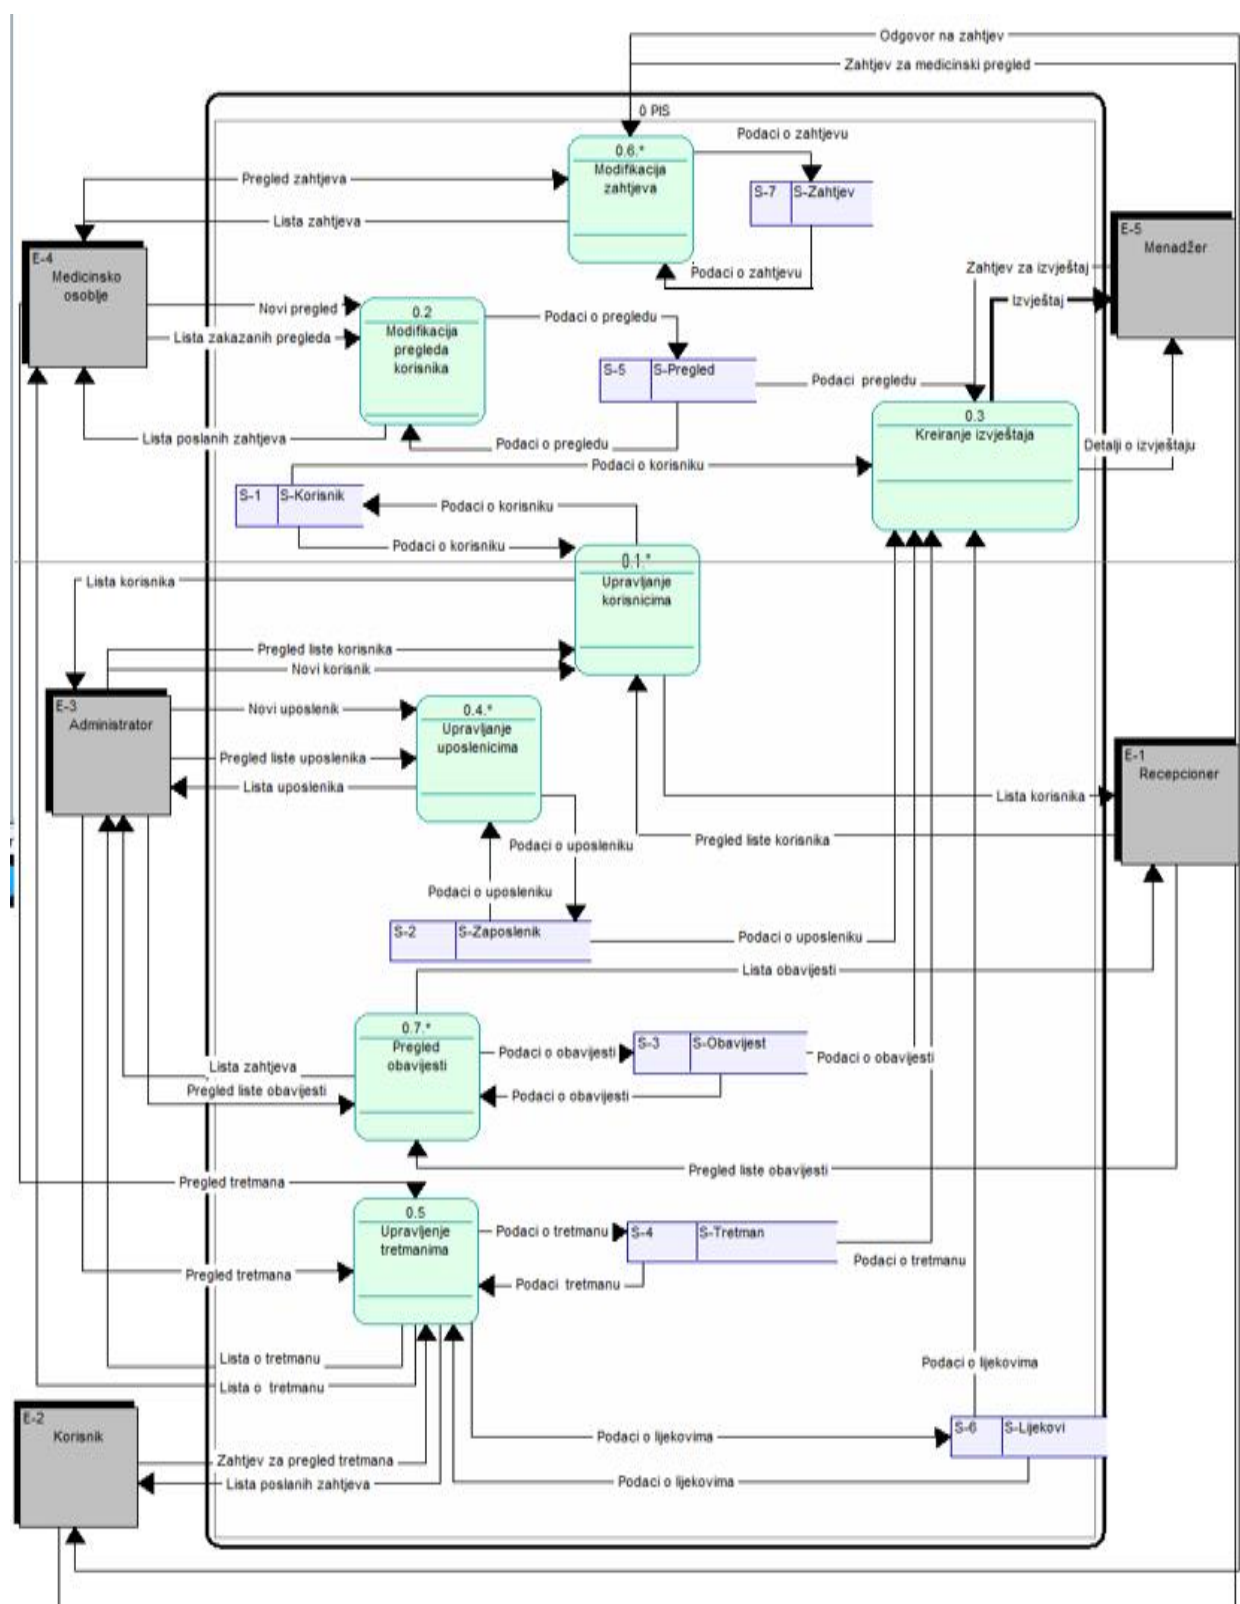 Odgovor na zahtjev
Zahtjev za medicinski pregled
0 PIS
0.6.*
Modifikacija
zahtjeva
Podaci o zahtjevu
S-7 S-Zahtjev
Pregled zahtjeva
Lista zahtjeva
Podaci o zahtjevu
E-4
Medicinsko
osoblje
E-5
Menadžer
Zahtjev za izvještaj
Izvještaj
Novi pregled
Lista zakazanih pregleda
0.2
Modifikacija
pregleda
korisnika
Podaci o pregledu
S-5 S-Pregled
Podaci pregledu
Lista poslanih zahtjeva
Podaci o pregledu
0.3
Kreiranje izvještaja
Detalji o izvještaju
Podaci o korisniku
S-1 S-Korisnik
Podaci o korisniku
Podaci o korisniku
0.1.*
Upravljanje
korisnicima
Lista korisnika
Pregled liste korisnika
Novi korisnik
E-3
Administrator
Novi uposlenik
Pregled liste uposlenika
Lista uposlenika
0.4.*
Upravljanje
uposlenicima
E-1
Recepcioner
Lista korisnika
Pregled liste korisnika
Podaci o uposleniku
Podaci o uposleniku
S-2 S-Zaposlenik
Podaci o uposleniku
Lista obavijesti
0.7.*
Pregled
obavijesti
Podaci o obavijesti
S-3 S-Obavijest
Podaci o obavijesti
Lista zahtjeva
Pregled liste obavijesti
Podaci o obavijesti
Pregled liste obavijesti
Pregled tretmana
0.5
Upravljenje
tretmanima
Podaci o tretmanu
S-4 S-Tretman
Podaci o tretmanu
Pregled tretmana
Podaci tretmanu
Lista o tretmanu
Lista o tretmanu
Podaci o lijekovima
E-2
Korisnik
Podaci o lijekovima
S-6 S-Lijekovi
Zahtjev za pregled tretmana
Lista poslanih zahtjeva
Podaci o lijekovima